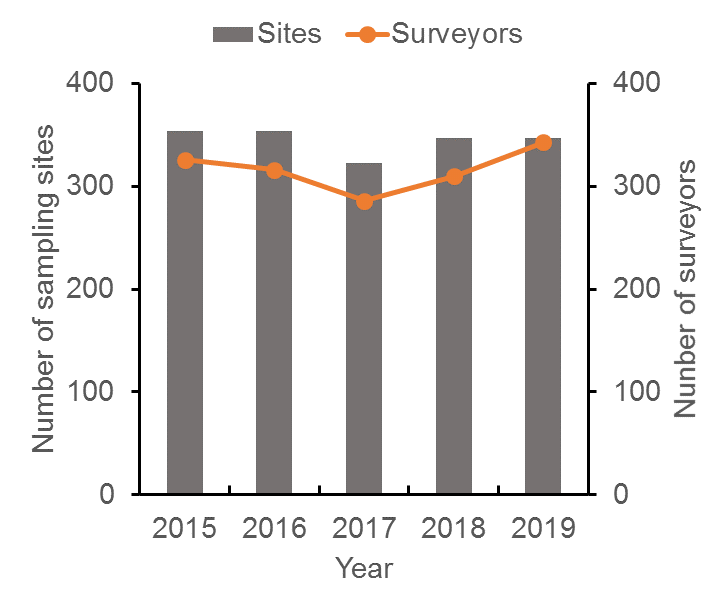 Sites Surveyors
400 400
300 300
200 200
100 100
0 0
Number of sampling sites
Nunber of surveyors
2015 2016 2017 2018 2019
Year